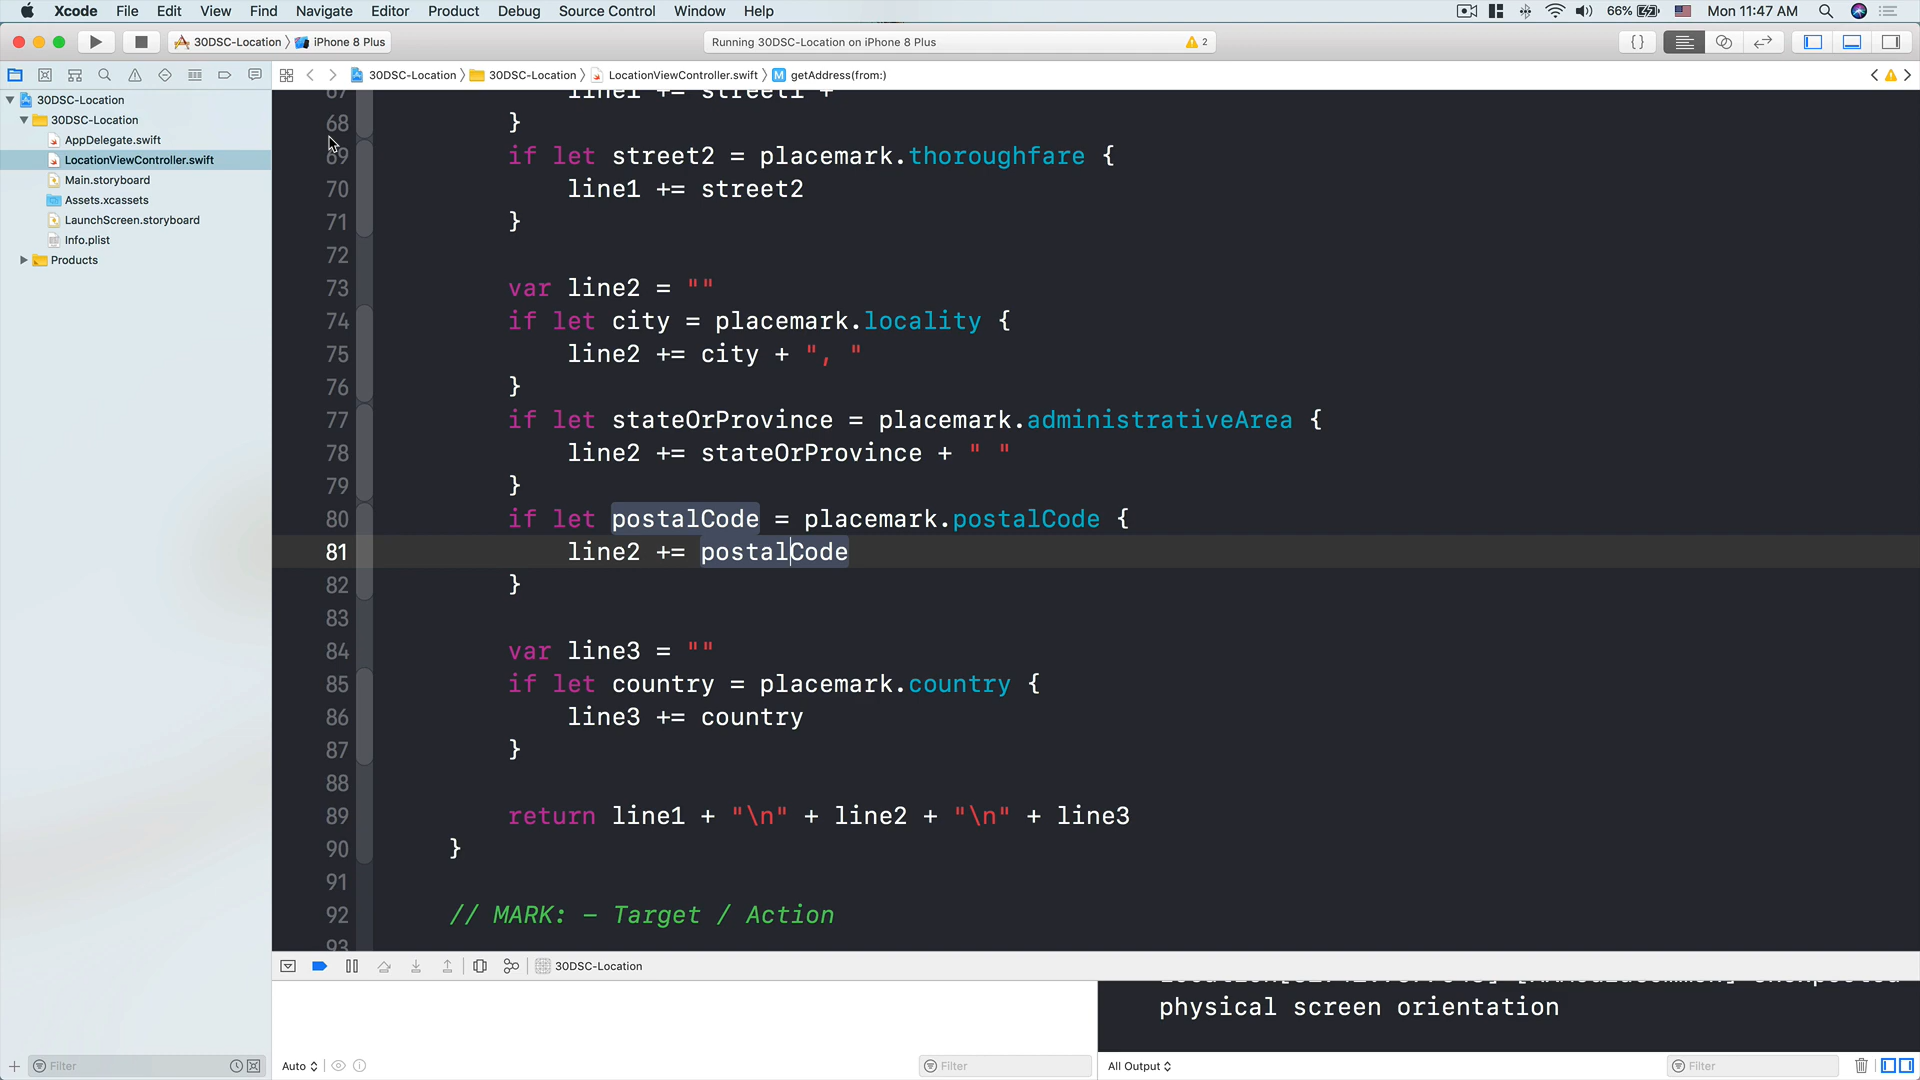 Xcode File Edit View Find Navigate Editor Product Debug Source Control Window Help 66% Mon 11:47 AM
30DSC-Location iPhone 8 Plus Running 30DSC-Location on iPhone 8 Plus 2 {}
30DSC-Location 30DSC-Location LocationViewController.swift M getAddress(from:)
30DSC-Location
30DSC-Location
AppDelegate.swift
LocationViewController.swift
Main.storyboard
Assets.xcassets
LaunchScreen.storyboard
Info.plist
Products
67 line1 += street1 +
68 }
69 if let street2 = placemark.thoroughfare {
70 line1 += street2
71 }
72
73 var line2 = ""
74 if let city = placemark.locality {
75 line2 += city + ", "
76 }
77 if let stateOrProvince = placemark.administrativeArea {
78 line2 += stateOrProvince + " "
79 }
80 if let postalCode = placemark.postalCode {
81 line2 += postalCode
82 }
83
84 var line3 = ""
85 if let country = placemark.country {
86 line3 += country
87 }
88
89 return line1 + "\n" + line2 + "\n" + line3
90 }
91
92 // MARK: - Target / Action
93
30DSC-Location
physical screen orientation
Filter Auto Filter All Output Filter